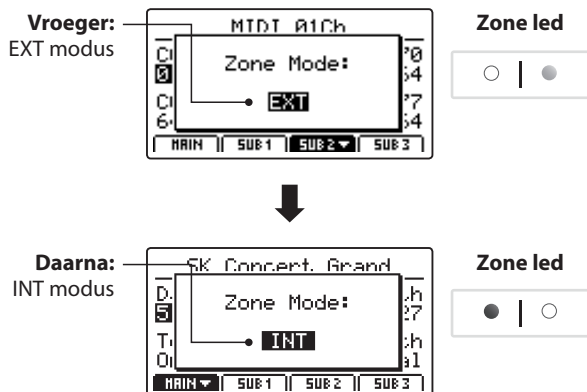 Vroeger:
EXT modus
MIDI 01Ch
Zone Mode:
EXT
MAIN SUB1 SUB2 SUB3
Zone led
Daarna:
INT modus
SK Concert Grand
Zone Mode:
INT
MAIN SUB1 SUB2 SUB3
Zone led